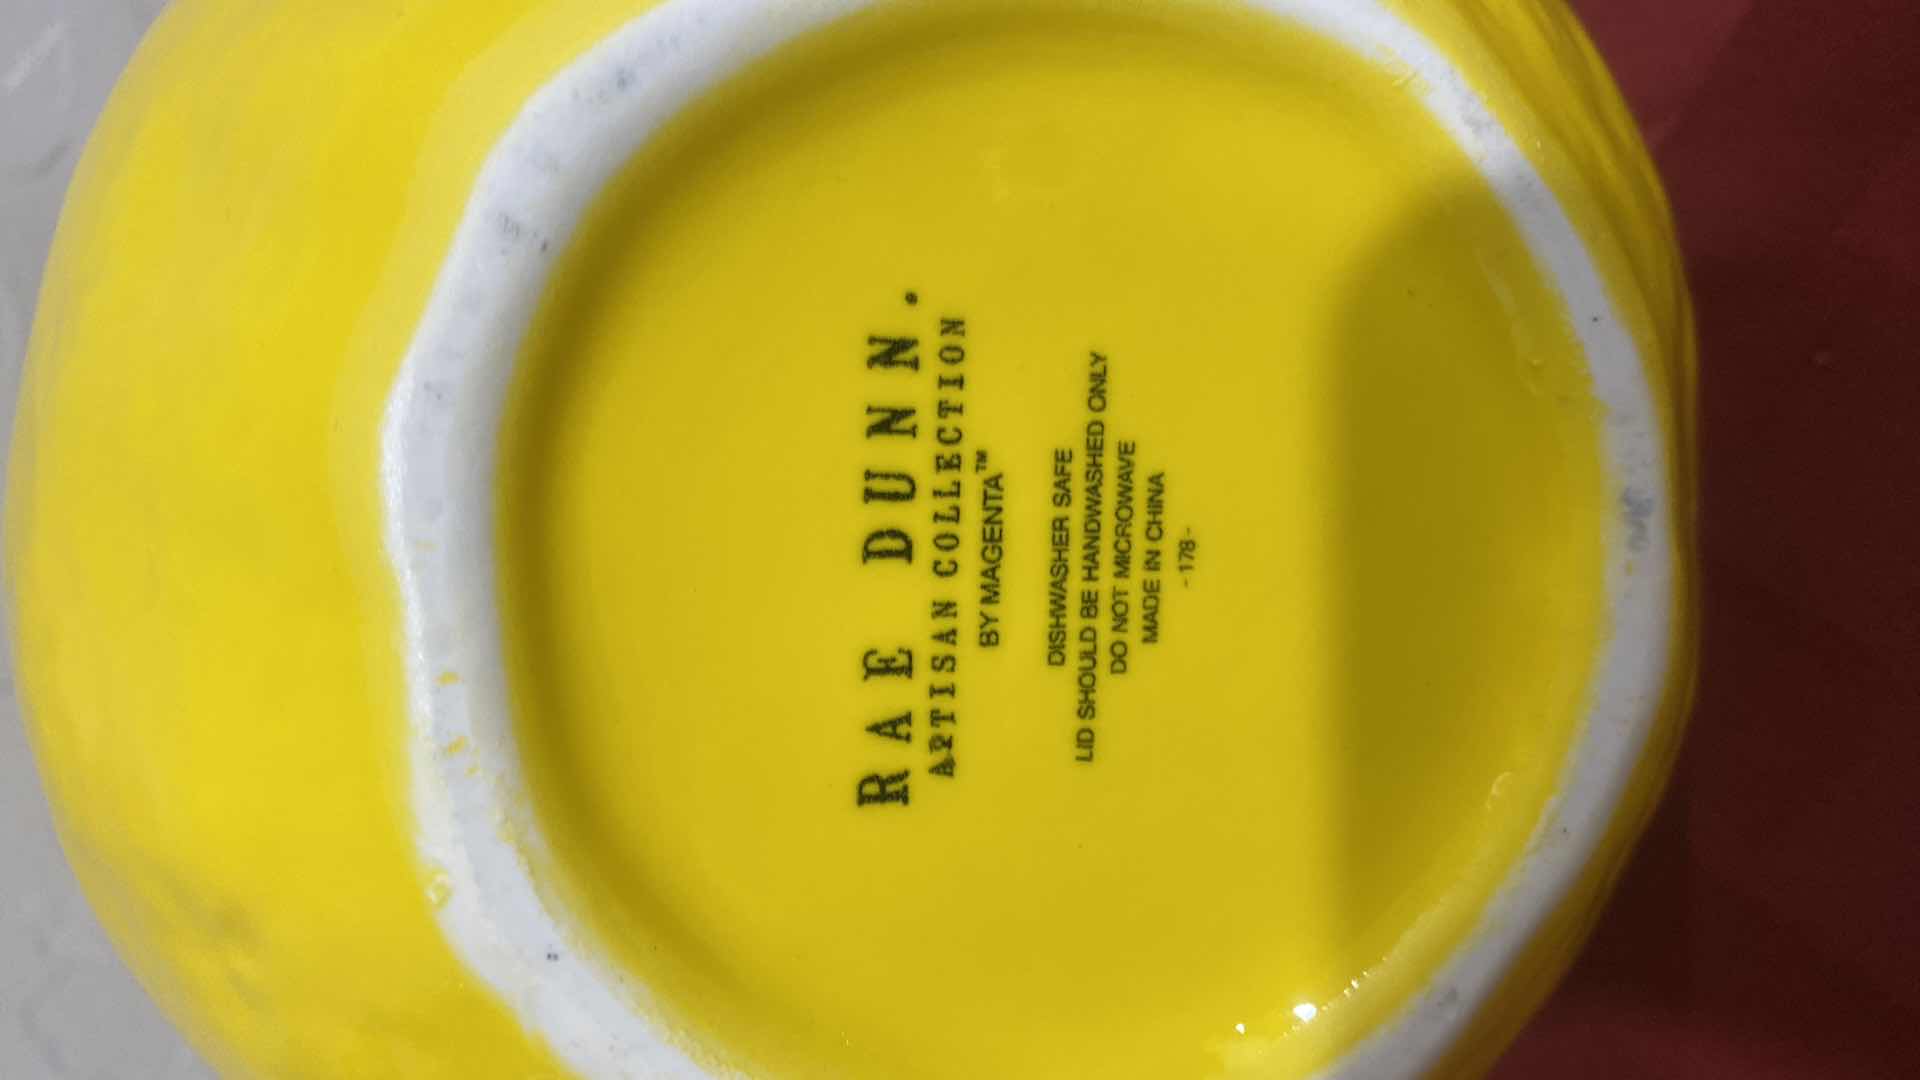 RAE DUNN.
ARTISAN COLLECTION
BY MAGENTA™
DISHWASHER SAFE
LID SHOULD BE HANDWASHED ONLY
DO NOT MICROWAVE
MADE IN CHINA
- 178 -